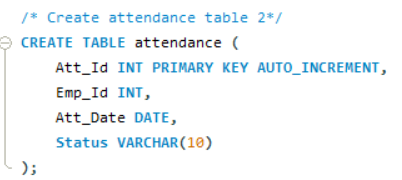 /* Create attendance table 2*/
CREATE TABLE attendance (
Att_Id INT PRIMARY KEY AUTO_INCREMENT,
Emp_Id INT,
Att_Date DATE,
Status VARCHAR(10)
);